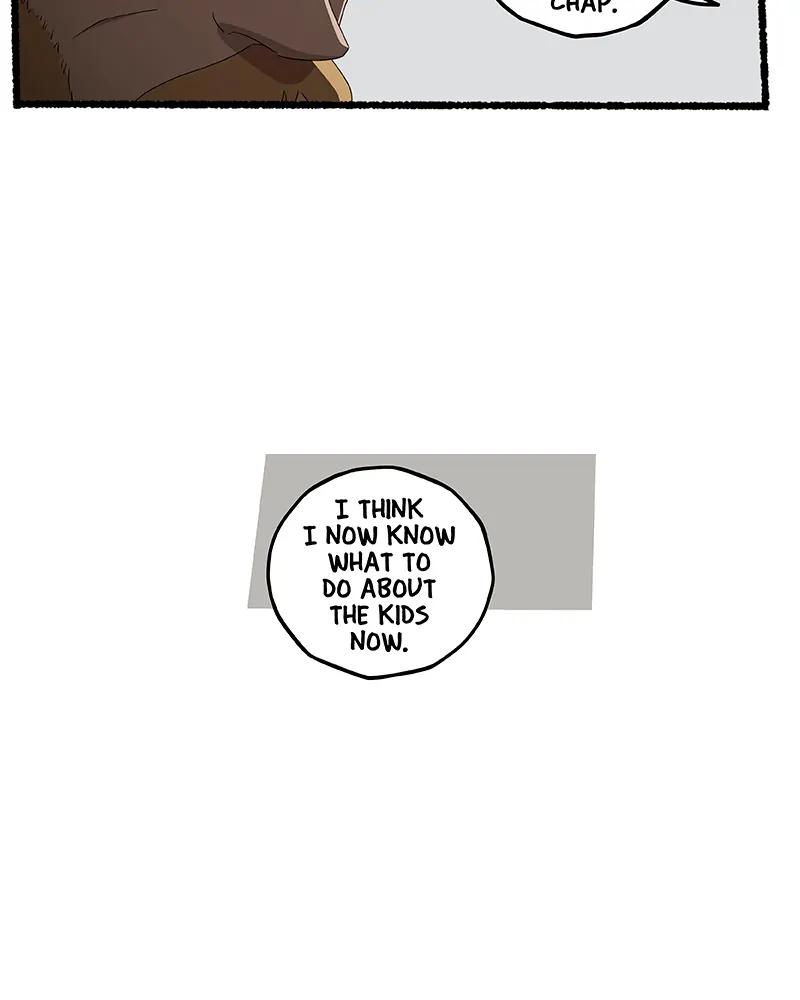 CHAP.
I THINK
I NOW KNOW
WHAT TO
DO ABOUT
THE KIDS
NOW.